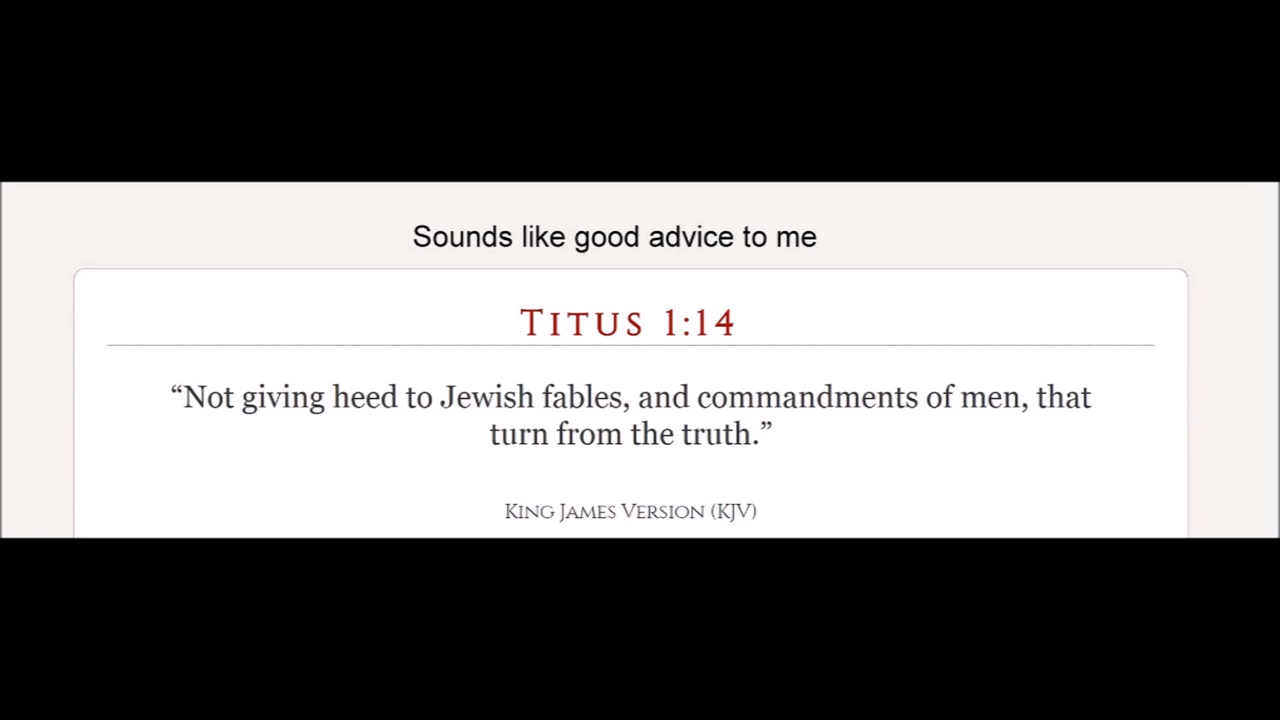 Sounds like good advice to me
Titus 1:14
“Not giving heed to Jewish fables, and commandments of men, that
turn from the truth.”
King James Version (KJV)